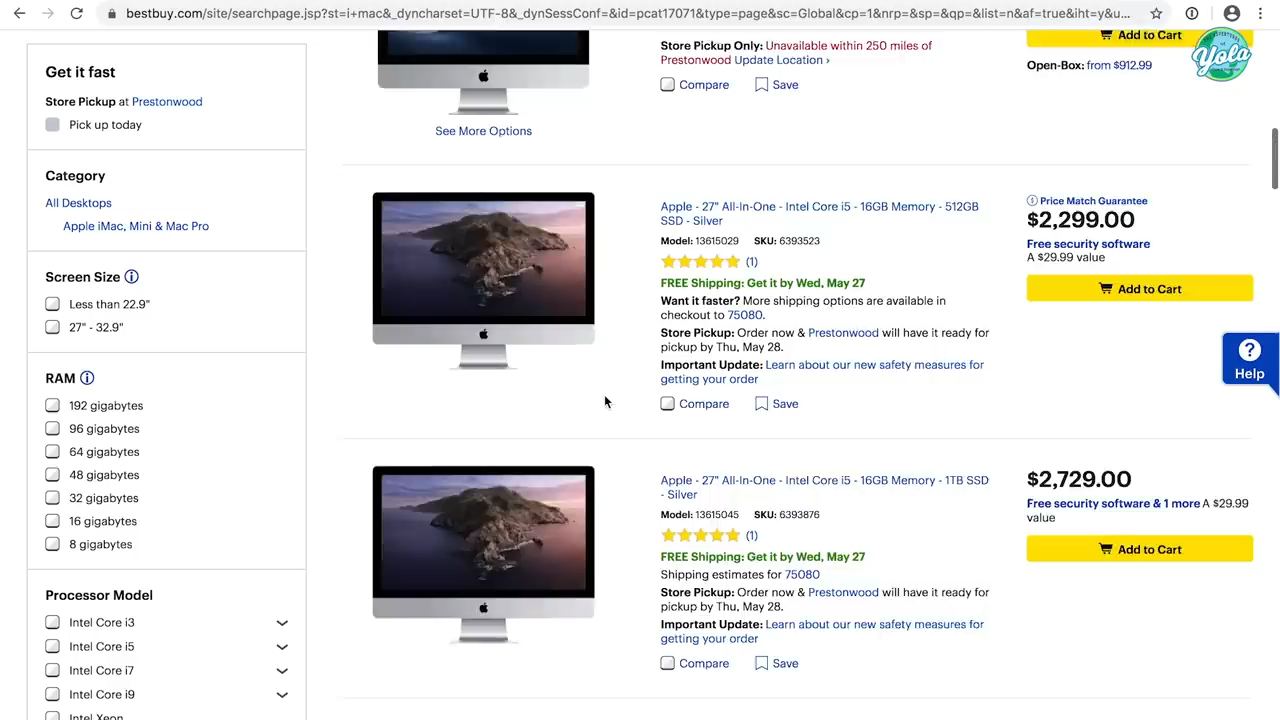 bestbuy.com/site/searchpage.jsp?st=i+mac&_dyncharset=UTF-8&_dynSessConf=&id=pcat17071&type=page&sc=Global&cp=1&nrp=&sp=&qp=&list=n&af=true&iht=y&u...
Yola
Get it fast
Store Pickup at Prestonwood
Pick up today
Category
All Desktops
Apple iMac, Mini & Mac Pro
Screen Size
Less than 22.9"
27" - 32.9"
RAM
192 gigabytes
96 gigabytes
64 gigabytes
48 gigabytes
32 gigabytes
16 gigabytes
8 gigabytes
Processor Model
Intel Core i3
Intel Core i5
Intel Core i7
Intel Core i9
Intel Xeon
See More Options
Store Pickup Only: Unavailable within 250 miles of
Prestonwood Update Location ›
Compare Save
Add to Cart
Open-Box: from $912.99
Apple - 27" All-In-One - Intel Core i5 - 16GB Memory - 512GB
SSD - Silver
Model: 13615029 SKU: 6393523
(1)
FREE Shipping: Get it by Wed, May 27
Want it faster? More shipping options are available in
checkout to 75080.
Store Pickup: Order now & Prestonwood will have it ready for
pickup by Thu, May 28.
Important Update: Learn about our new safety measures for
getting your order
Compare Save
Price Match Guarantee
$2,299.00
Free security software
A $29.99 value
Add to Cart
? Help
Apple - 27" All-In-One - Intel Core i5 - 16GB Memory - 1TB SSD
- Silver
Model: 13615045 SKU: 6393876
(1)
FREE Shipping: Get it by Wed, May 27
Shipping estimates for 75080
Store Pickup: Order now & Prestonwood will have it ready for
pickup by Thu, May 28.
Important Update: Learn about our new safety measures for
getting your order
Compare Save
$2,729.00
Free security software & 1 more A $29.99
value
Add to Cart